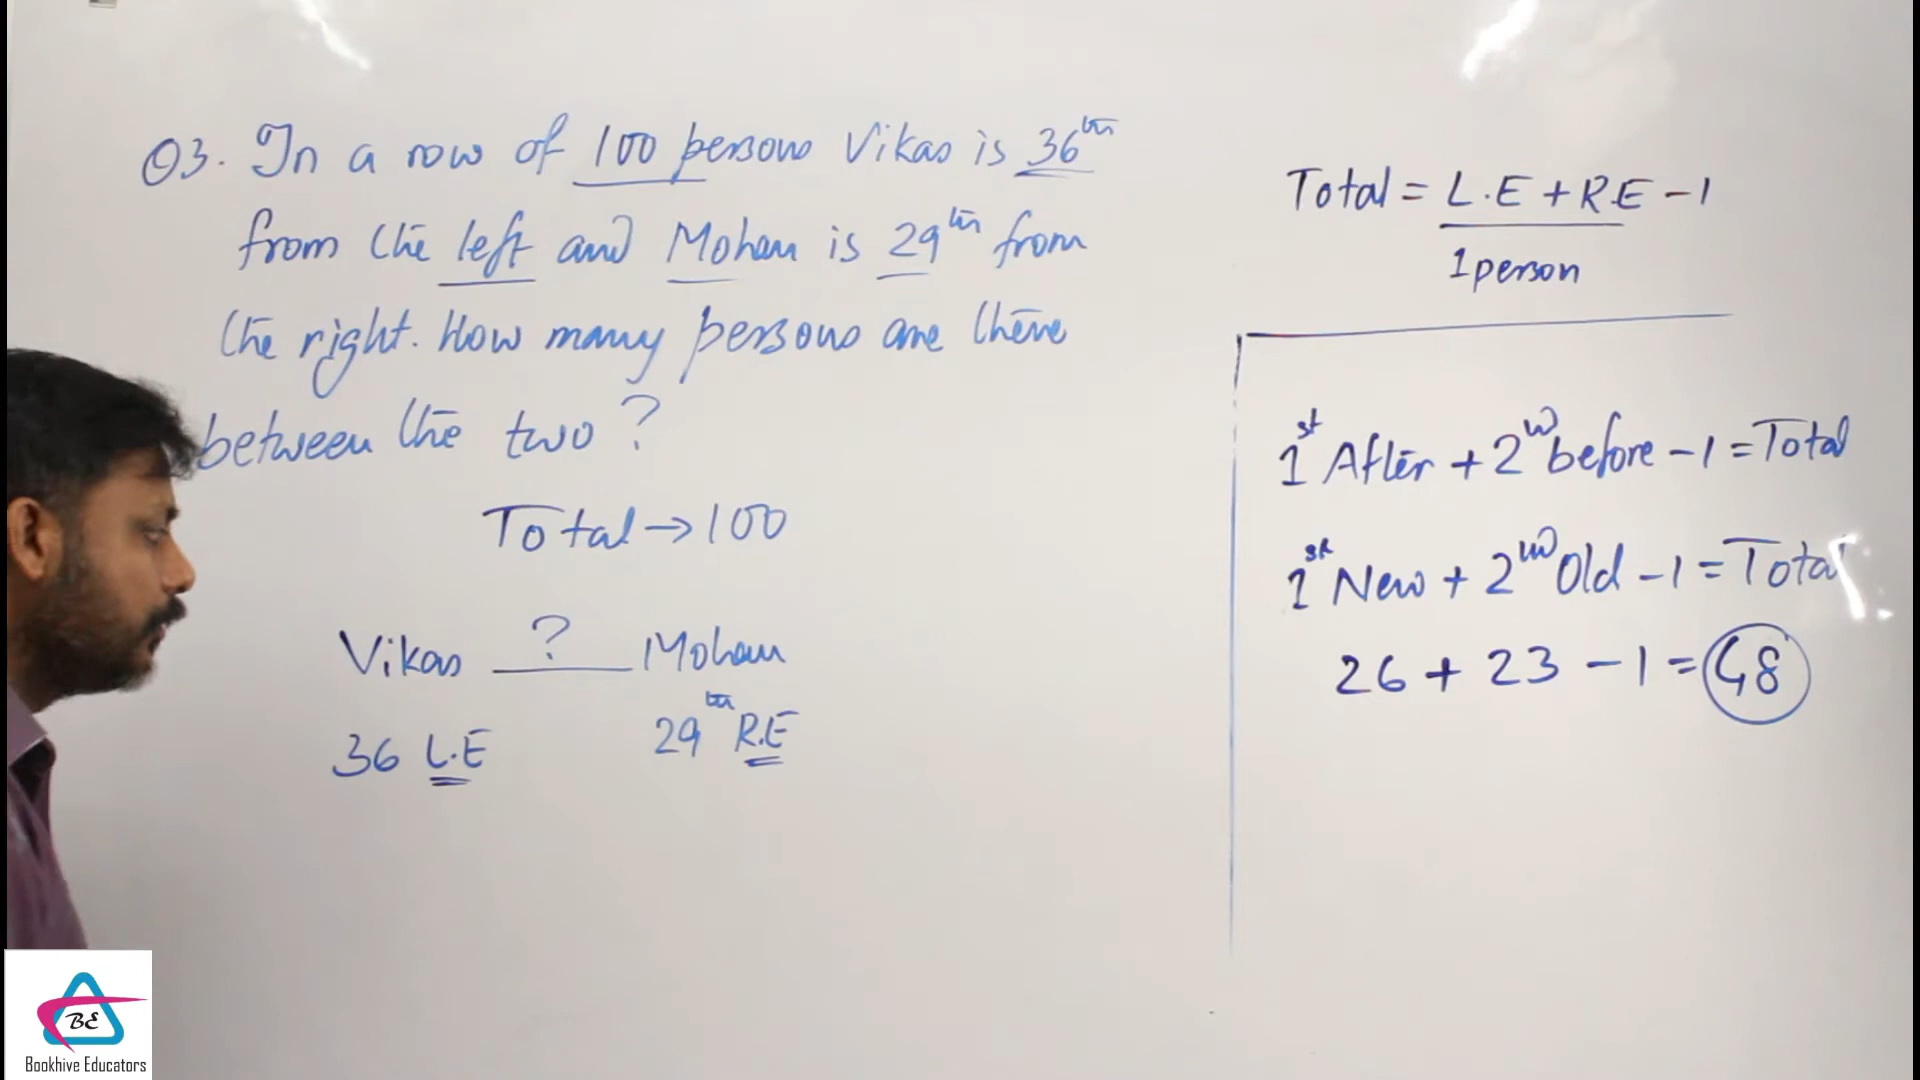 Q3. In a row of 100 persons Vikas is 36th
from the left and Mohan is 29th from
the right. How many persons are there
between the two?
Total → 100
Vikas ? Mohan
36 L.E 29th R.E
Total = L.E + R.E - 1
1 person
1st After + 2nd before - 1 = Total
1st New + 2nd Old - 1 = Total
26 + 23 - 1 = 48
BE
Bookhive Educators